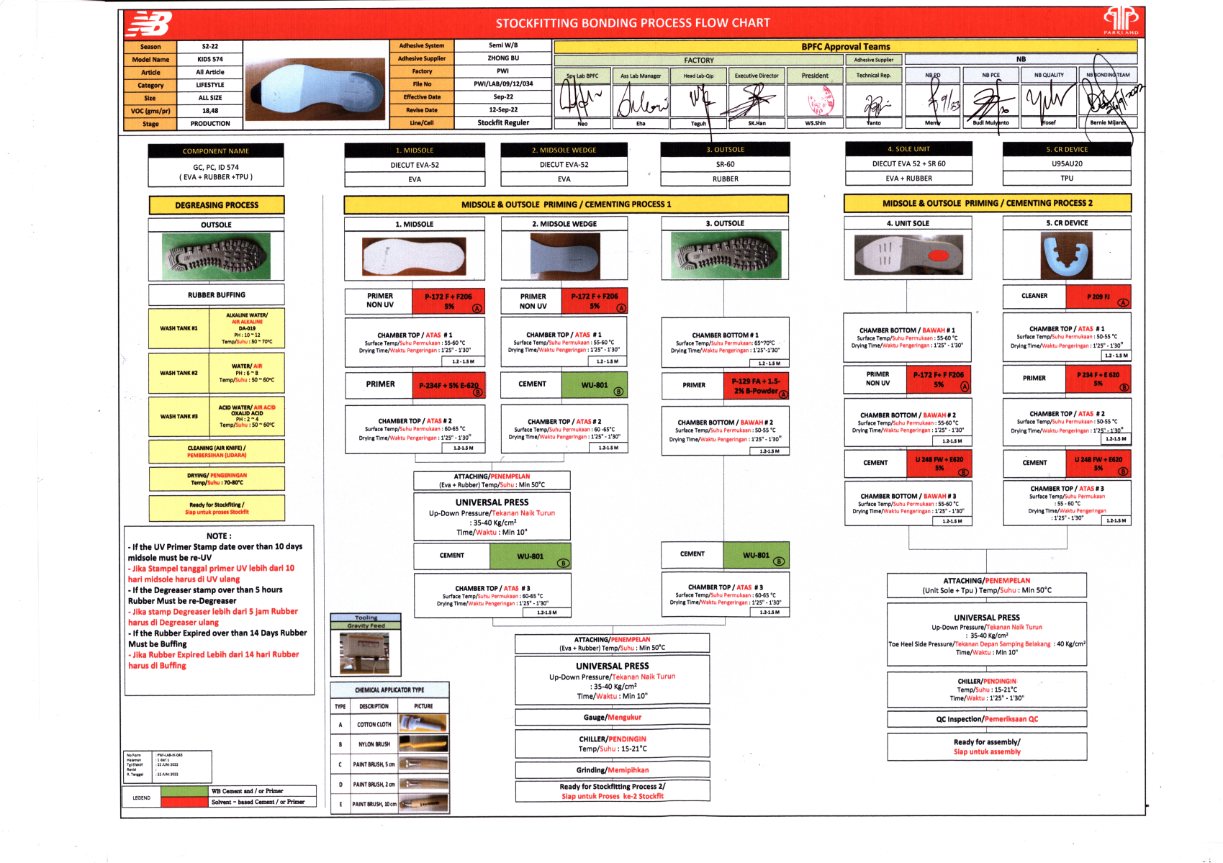 NB
STOCKFITTING BONDING PROCESS FLOW CHART
PARKLAND
Season S2-22
Model Name KIDS 574
Article All Article
Category LIFESTYLE
Size ALL SIZE
VOC (gms/pr) 18,48
Stage PRODUCTION
Adhesive System Semi W/B
Adhesive Supplier ZHONG BU
Factory PWI
File No PWI/LAB/09/12/034
Effective Date Sep-22
Revise Date 12-Sep-22
Line/Cell Stockfit Reguler
BPFC Approval Teams
FACTORY Adhesive Supplier NB
Spv Lab BPFC Ass Lab Manager Head Lab-Qip Executive Director President Technical Rep. NB PD NB PCE NB QUALITY NB BONDING TEAM
Neo Eha Teguh SK.Han WS.Shin Yanto Memy Budi Mulyanto Yosef Bernie Mijares
COMPONENT NAME
GC, PC, ID 574
( EVA + RUBBER +TPU )
1. MIDSOLE
DIECUT EVA-52
EVA
2. MIDSOLE WEDGE
DIECUT EVA-52
EVA
3. OUTSOLE
SR-60
RUBBER
4. SOLE UNIT
DIECUT EVA 52 + SR 60
EVA + RUBBER
5. CR DEVICE
U95AU20
TPU
DEGREASING PROCESS
OUTSOLE
RUBBER BUFFING
WASH TANK #1
ALKALINE WATER/
AIR ALKALINE
DA-019
PH : 10 ~ 12
Temp/Suhu : 50 ~ 70ºC
WASH TANK #2
WATER/ AIR
PH : 6 ~ 8
Temp/Suhu : 50 ~ 60ºC
WASH TANK #3
ACID WATER/ AIR ACID
OXALID ACID
PH : 2 ~ 4
Temp/Suhu : 50 ~ 60ºC
CLEANING (AIR KNIFE) /
PEMBERSIHAN (UDARA)
DRYING/ PENGERINGAN
Temp/Suhu : 70-80ºC
Ready for Stockfitting /
Siap untuk proses Stockfit
NOTE :
- If the UV Primer Stamp date over than 10 days
midsole must be re-UV
- Jika Stampel tanggal primer UV lebih dari 10
hari midsole harus di UV ulang
- If the Degreaser stamp over than 5 hours
Rubber Must be re-Degreaser
- Jika stamp Degreaser lebih dari 5 jam Rubber
harus di Degreaser ulang
- If the Rubber Expired over than 14 Days Rubber
Must be Buffing
- Jika Rubber Expired Lebih dari 14 hari Rubber
harus di Buffing
LEGEND
WB Cement and / or Primer
Solvent - based Cement / or Primer
MIDSOLE & OUTSOLE PRIMING / CEMENTING PROCESS 1
1. MIDSOLE
PRIMER
NON UV
P-172 F + F206
5%
A
CHAMBER TOP / ATAS # 1
Surface Temp/Suhu Permukaan : 55-60 ºC
Drying Time/Waktu Pengeringan : 1'25" - 1'30"
1.2 - 1.5 M
PRIMER
P-234F + 5% E-620
B
CHAMBER TOP / ATAS # 2
Surface Temp/Suhu Permukaan : 60-65 ºC
Drying Time/Waktu Pengeringan : 1'25" - 1'30"
1.2-1.5 M
2. MIDSOLE WEDGE
PRIMER
NON UV
P-172 F + F206
5%
A
CHAMBER TOP / ATAS # 1
Surface Temp/Suhu Permukaan : 55-60 ºC
Drying Time/Waktu Pengeringan : 1'25" - 1'30"
1.2 - 1.5 M
CEMENT
WU-801
B
CHAMBER TOP / ATAS # 2
Surface Temp/Suhu Permukaan : 60 -65ºC
Drying Time/Waktu Pengeringan : 1'25" - 1'30"
1.2-1.5 M
ATTACHING/PENEMPELAN
(Eva + Rubber) Temp/Suhu : Min 50°C
UNIVERSAL PRESS
Up-Down Pressure/Tekanan Naik Turun
: 35-40 Kg/cm²
Time/Waktu : Min 10"
CEMENT
WU-801
B
CHAMBER TOP / ATAS # 3
Surface Temp/Suhu Permukaan : 60-65 ºC
Drying Time/Waktu Pengeringan : 1'25" - 1'30"
1.2-1.5 M
3. OUTSOLE
PRIMER
P-129 FA + 1.5-
2% B-Powder
A
CHAMBER BOTTOM # 1
Surface Temp/Suhu Permukaan: 65~70ºC
Drying Time/Waktu Pengeringan : 1'25"-1'30"
1.2 - 1.5 M
CHAMBER BOTTOM / BAWAH # 2
Surface Temp/Suhu Permukaan : 50-55 ºC
Drying Time/Waktu Pengeringan : 1'25" - 1'30"
1.2-1.5 M
CEMENT
WU-801
B
CHAMBER TOP / ATAS # 3
Surface Temp/Suhu Permukaan : 60-65 ºC
Drying Time/Waktu Pengeringan : 1'25" - 1'30"
1.2-1.5 M
ATTACHING/PENEMPELAN
(Eva + Rubber) Temp/Suhu : Min 50°C
UNIVERSAL PRESS
Up-Down Pressure/Tekanan Naik Turun
: 35-40 Kg/cm²
Time/Waktu : Min 10"
Gauge/Mengukur
CHILLER/PENDINGIN
Temp/Suhu : 15-21°C
Grinding/Memipihkan
Ready for Stockfitting Process 2/
Siap untuk Proses ke-2 Stockfit
Tooling
Gravity Feed
CHEMICAL APPLICATOR TYPE
TYPE DESCRIPTION PICTURE
A COTTON CLOTH
B NYLON BRUSH
C PAINT BRUSH, 5 cm
D PAINT BRUSH, 2 cm
E PAINT BRUSH, 10 cm
MIDSOLE & OUTSOLE PRIMING / CEMENTING PROCESS 2
4. UNIT SOLE
CHAMBER BOTTOM / BAWAH # 1
Surface Temp/Suhu Permukaan : 55-60 ºC
Drying Time/Waktu Pengeringan : 1'25" - 1'30"
PRIMER
NON UV
P-172 F+ F F206
5%
A
CHAMBER BOTTOM / BAWAH # 2
Surface Temp/Suhu Permukaan : 55-60 ºC
Drying Time/Waktu Pengeringan : 1'25" - 1'30"
1.2-1.5 M
CEMENT
U 248 FW + E620
5%
B
CHAMBER BOTTOM / BAWAH # 3
Surface Temp/Suhu Permukaan : 55-60 ºC
Drying Time/Waktu Pengeringan : 1'25" - 1'30"
1.2-1.5 M
5. CR DEVICE
CLEANER
P 209 FJ
A
CHAMBER TOP / ATAS # 1
Surface Temp/Suhu Permukaan : 50-55 ºC
Drying Time/Waktu Pengeringan : 1'25" - 1'30"
1.2-1.5 M
PRIMER
P 234 F + E 620
5%
B
CHAMBER TOP / ATAS # 2
Surface Temp/Suhu Permukaan : 50-55 ºC
Drying Time/Waktu Pengeringan : 1'25" - 1'30"
1.2-1.5 M
CEMENT
U 248 FW + E620
5%
B
CHAMBER TOP / ATAS # 3
Surface Temp/Suhu Permukaan
: 55 - 60 ºC
Drying Time/Waktu Pengeringan
: 1'25" - 1'30"
1.2-1.5 M
ATTACHING/PENEMPELAN
(Unit Sole + Tpu ) Temp/Suhu : Min 50°C
UNIVERSAL PRESS
Up-Down Pressure/Tekanan Naik Turun
: 35-40 Kg/cm²
Toe Heel Side Pressure/Tekanan Depan Samping Belakang : 40 Kg/cm²
Time/Waktu : Min 10"
CHILLER/PENDINGIN
Temp/Suhu : 15-21°C
Time/Waktu : 1'25" - 1'30"
QC Inspection/Pemeriksaan QC
Ready for assembly/
Siap untuk assembly